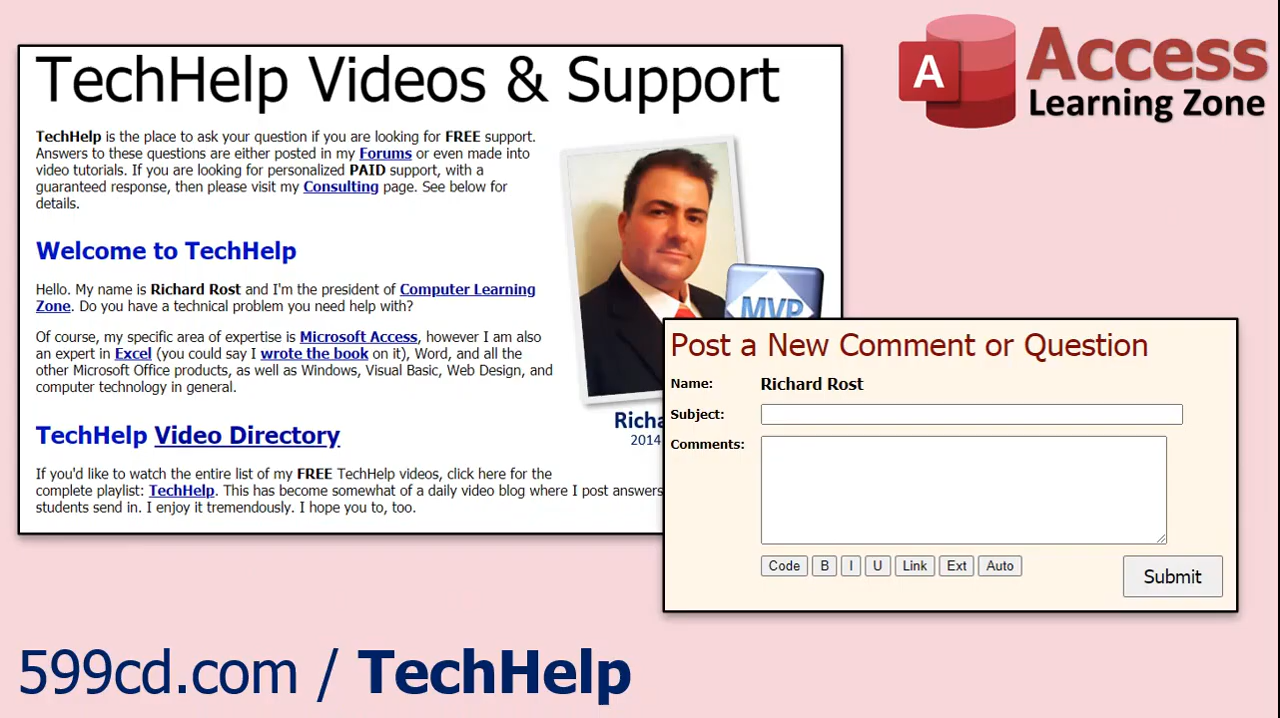 TechHelp Videos & Support
TechHelp is the place to ask your question if you are looking for FREE support.
Answers to these questions are either posted in my Forums or even made into
video tutorials. If you are looking for personalized PAID support, with a
guaranteed response, then please visit my Consulting page. See below for
details.
Welcome to TechHelp
Hello. My name is Richard Rost and I'm the president of Computer Learning
Zone. Do you have a technical problem you need help with?
Of course, my specific area of expertise is Microsoft Access, however I am also
an expert in Excel (you could say I wrote the book on it), Word, and all the
other Microsoft Office products, as well as Windows, Visual Basic, Web Design, and
computer technology in general.
TechHelp Video Directory
If you'd like to watch the entire list of my FREE TechHelp videos, click here for the
complete playlist: TechHelp. This has become somewhat of a daily video blog where I post answers
students send in. I enjoy it tremendously. I hope you to, too.
MVP
Richa
2014
A
Access
Learning Zone
Post a New Comment or Question
Name: Richard Rost
Subject:
Comments:
Code B I U Link Ext Auto
Submit
599cd.com / TechHelp